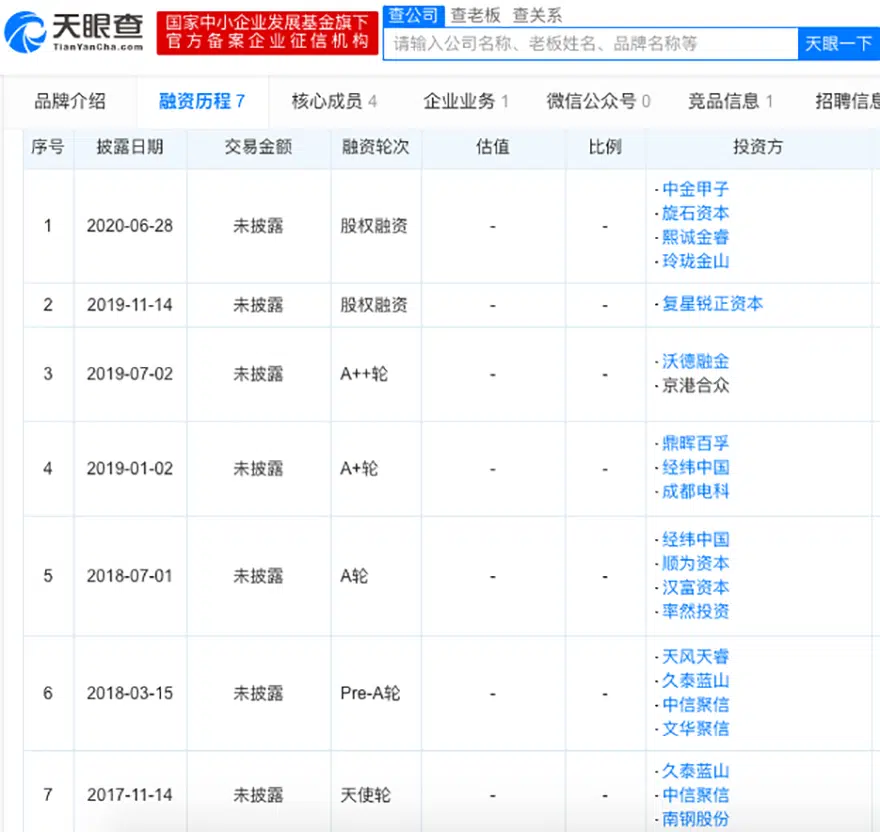 天眼查
TianYanCha.com
国家中小企业发展基金旗下
官方备案企业征信机构
查公司 查老板 查关系
请输入公司名称、老板姓名、品牌名称等 天眼一下
品牌介绍 融资历程 7 核心成员 4 企业业务 1 微信公众号 0 竞品信息 1 招聘信息
序号 披露日期 交易金额 融资轮次 估值 比例 投资方
1 2020-06-28 未披露 股权融资 - - ·中金甲子
·旋石资本
·熙诚金睿
·玲珑金山
2 2019-11-14 未披露 股权融资 - - ·复星锐正资本
3 2019-07-02 未披露 A++轮 - - ·沃德融金
·京港合众
4 2019-01-02 未披露 A+轮 - - ·鼎晖百孚
·经纬中国
·成都电科
5 2018-07-01 未披露 A轮 - - ·经纬中国
·顺为资本
·汉富资本
·率然投资
6 2018-03-15 未披露 Pre-A轮 - - ·天风天睿
·久泰蓝山
·中信聚信
·文华聚信
7 2017-11-14 未披露 天使轮 - - ·久泰蓝山
·中信聚信
·南钢股份